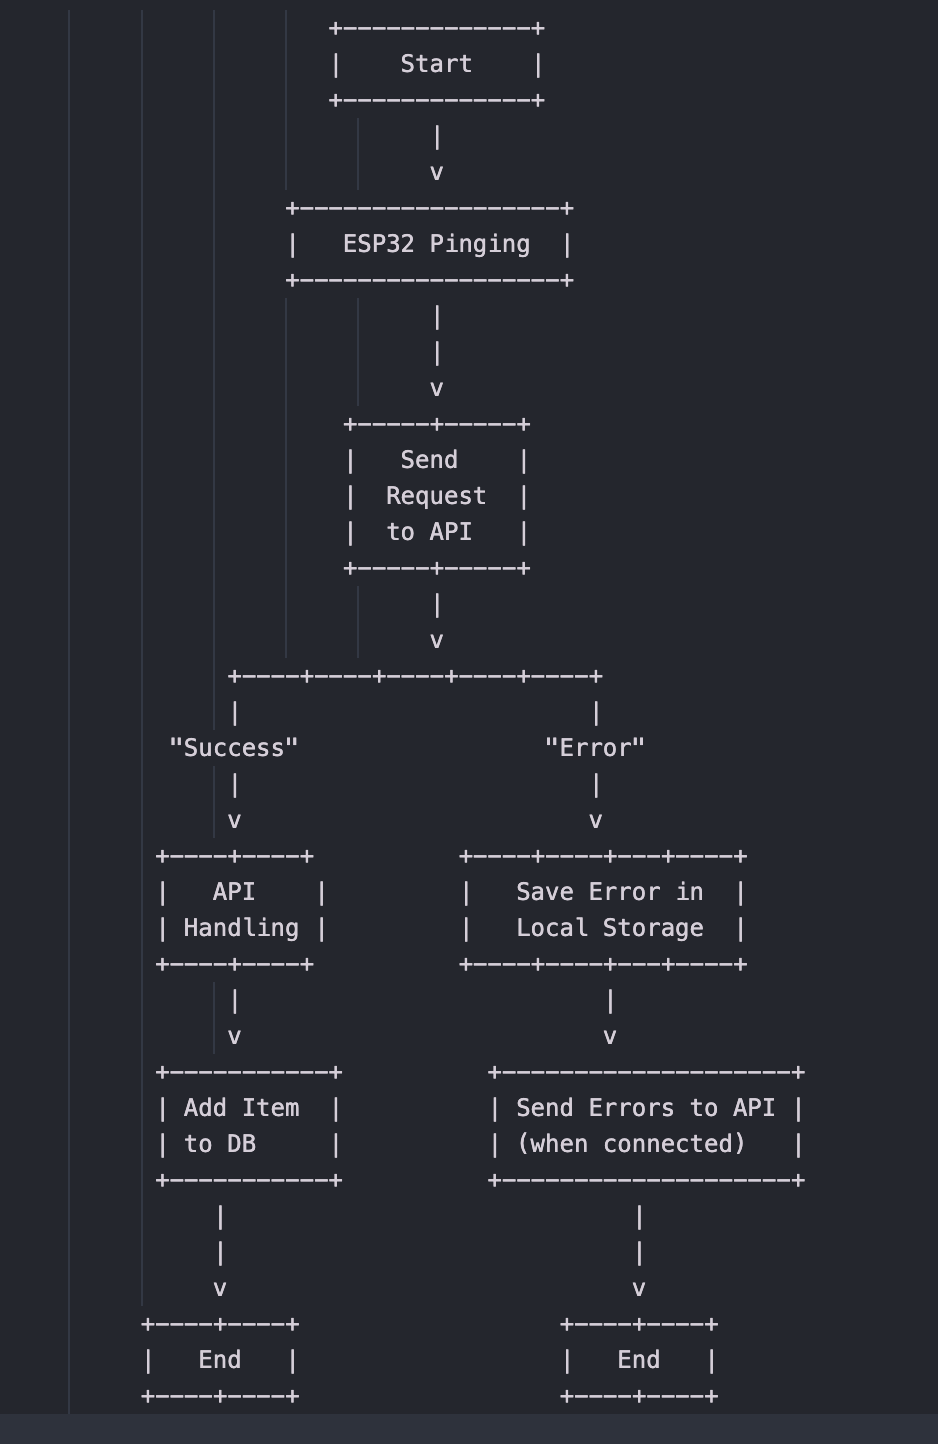 +-------------+
|    Start    |
+-------------+
|
v
+------------------+
|   ESP32 Pinging  |
+------------------+
|
|
v
+-----+-----+
|   Send    |
|  Request  |
|  to API   |
+-----+-----+
|
v
+----+----+----+----+----+
|                        |
"Success"                 "Error"
|                        |
v                        v
+----+----+          +----+----+---+----+
|   API    |         |   Save Error in  |
| Handling |         |   Local Storage  |
+----+----+          +----+----+---+----+
|                         |
v                         v
+-----------+          +--------------------+
| Add Item  |          | Send Errors to API |
| to DB     |          | (when connected)   |
+-----------+          +--------------------+
|                            |
|                            |
v                            v
+----+----+                  +----+----+
|   End   |                  |   End   |
+----+----+                  +----+----+